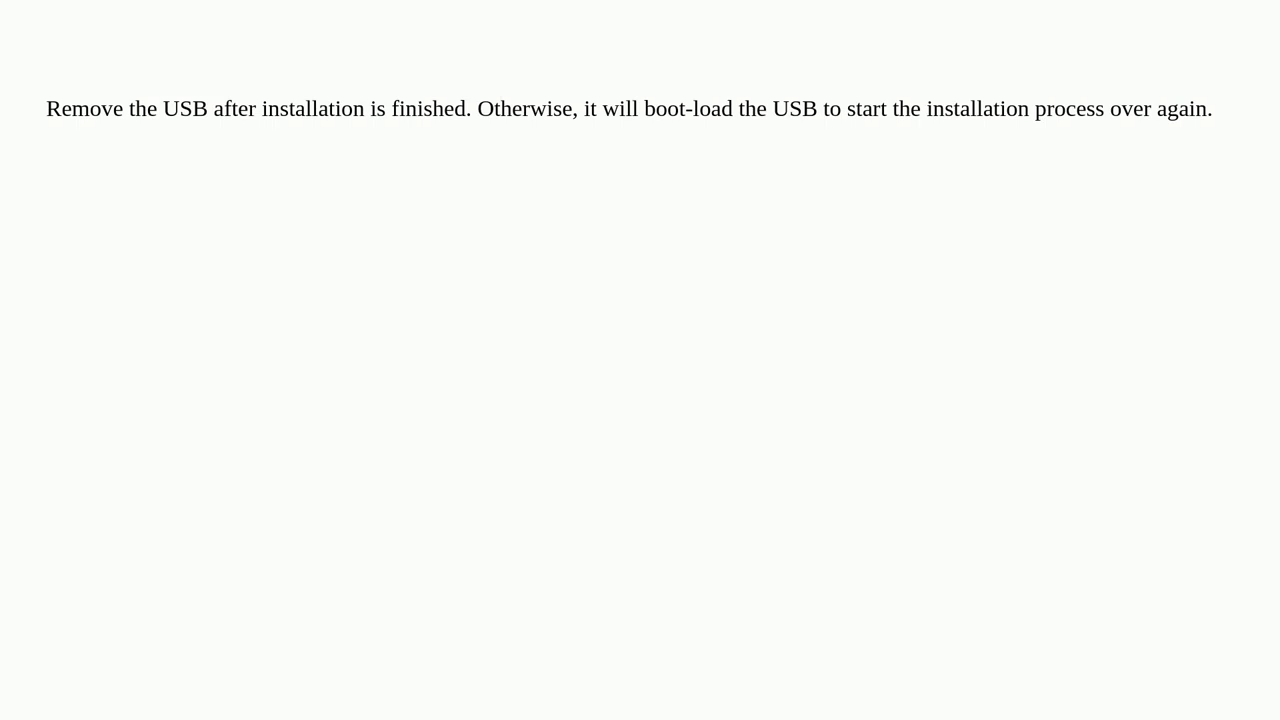 Remove the USB after installation is finished. Otherwise, it will boot-load the USB to start the installation process over again.